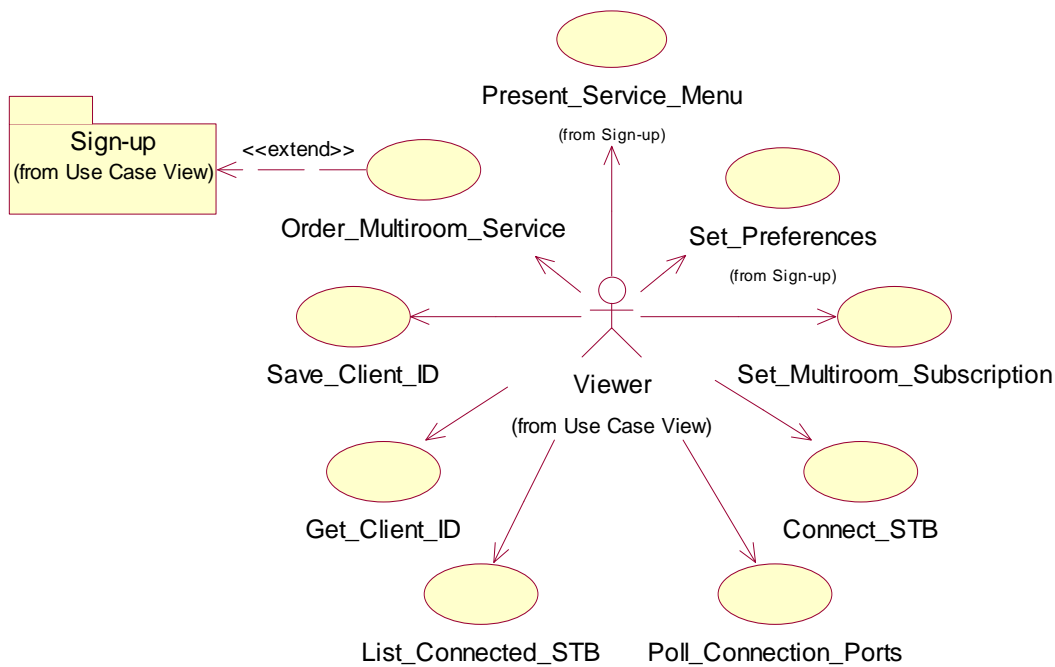 Present_Service_Menu
(from Sign-up)
Sign-up
(from Use Case View)
<<extend>>
Order_Multiroom_Service
Set_Preferences
(from Sign-up)
Save_Client_ID
Viewer
(from Use Case View)
Set_Multiroom_Subscription
Get_Client_ID
Connect_STB
List_Connected_STB
Poll_Connection_Ports